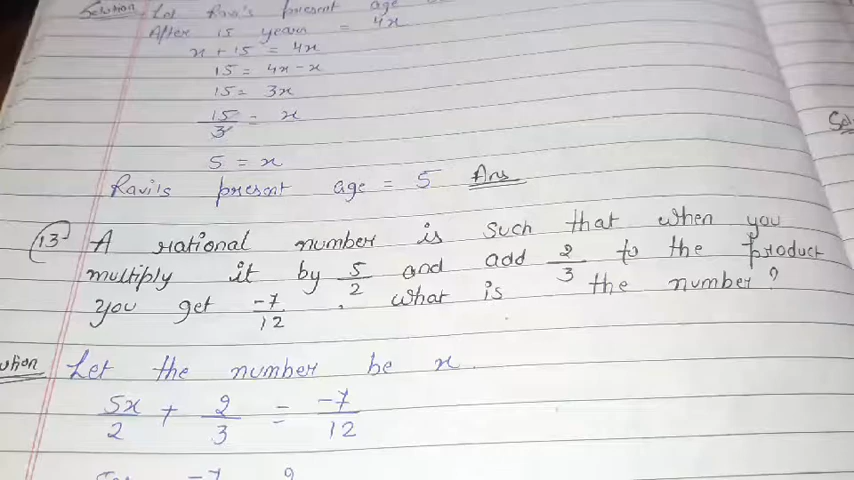 Solution Let Ravi's present age
After 15 years = 4x
x + 15 = 4x
15 = 4x - x
15 = 3x
15/3 = x
5 = x
Ravi's present age = 5 Ans
13 A rational number is such that when you
multiply it by 5/2 and add 2/3 to the product
you get -7/12 . what is the number?
Let the number be x
5x/2 + 2/3 = -7/12